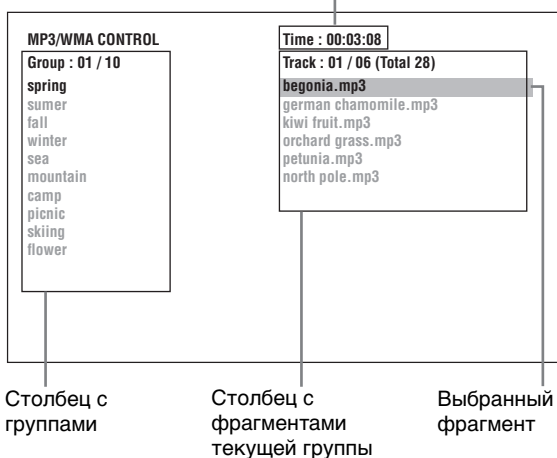 MP3/WMA CONTROL
Time : 00:03:08
Group : 01 / 10
spring
sumer
fall
winter
sea
mountain
camp
picnic
skiing
flower
Track : 01 / 06 (Total 28)
begonia.mp3
german chamomile.mp3
kiwi fruit.mp3
orchard grass.mp3
petunia.mp3
north pole.mp3
Столбец с
группами
Столбец с
фрагментами
текущей группы
Выбранный
фрагмент